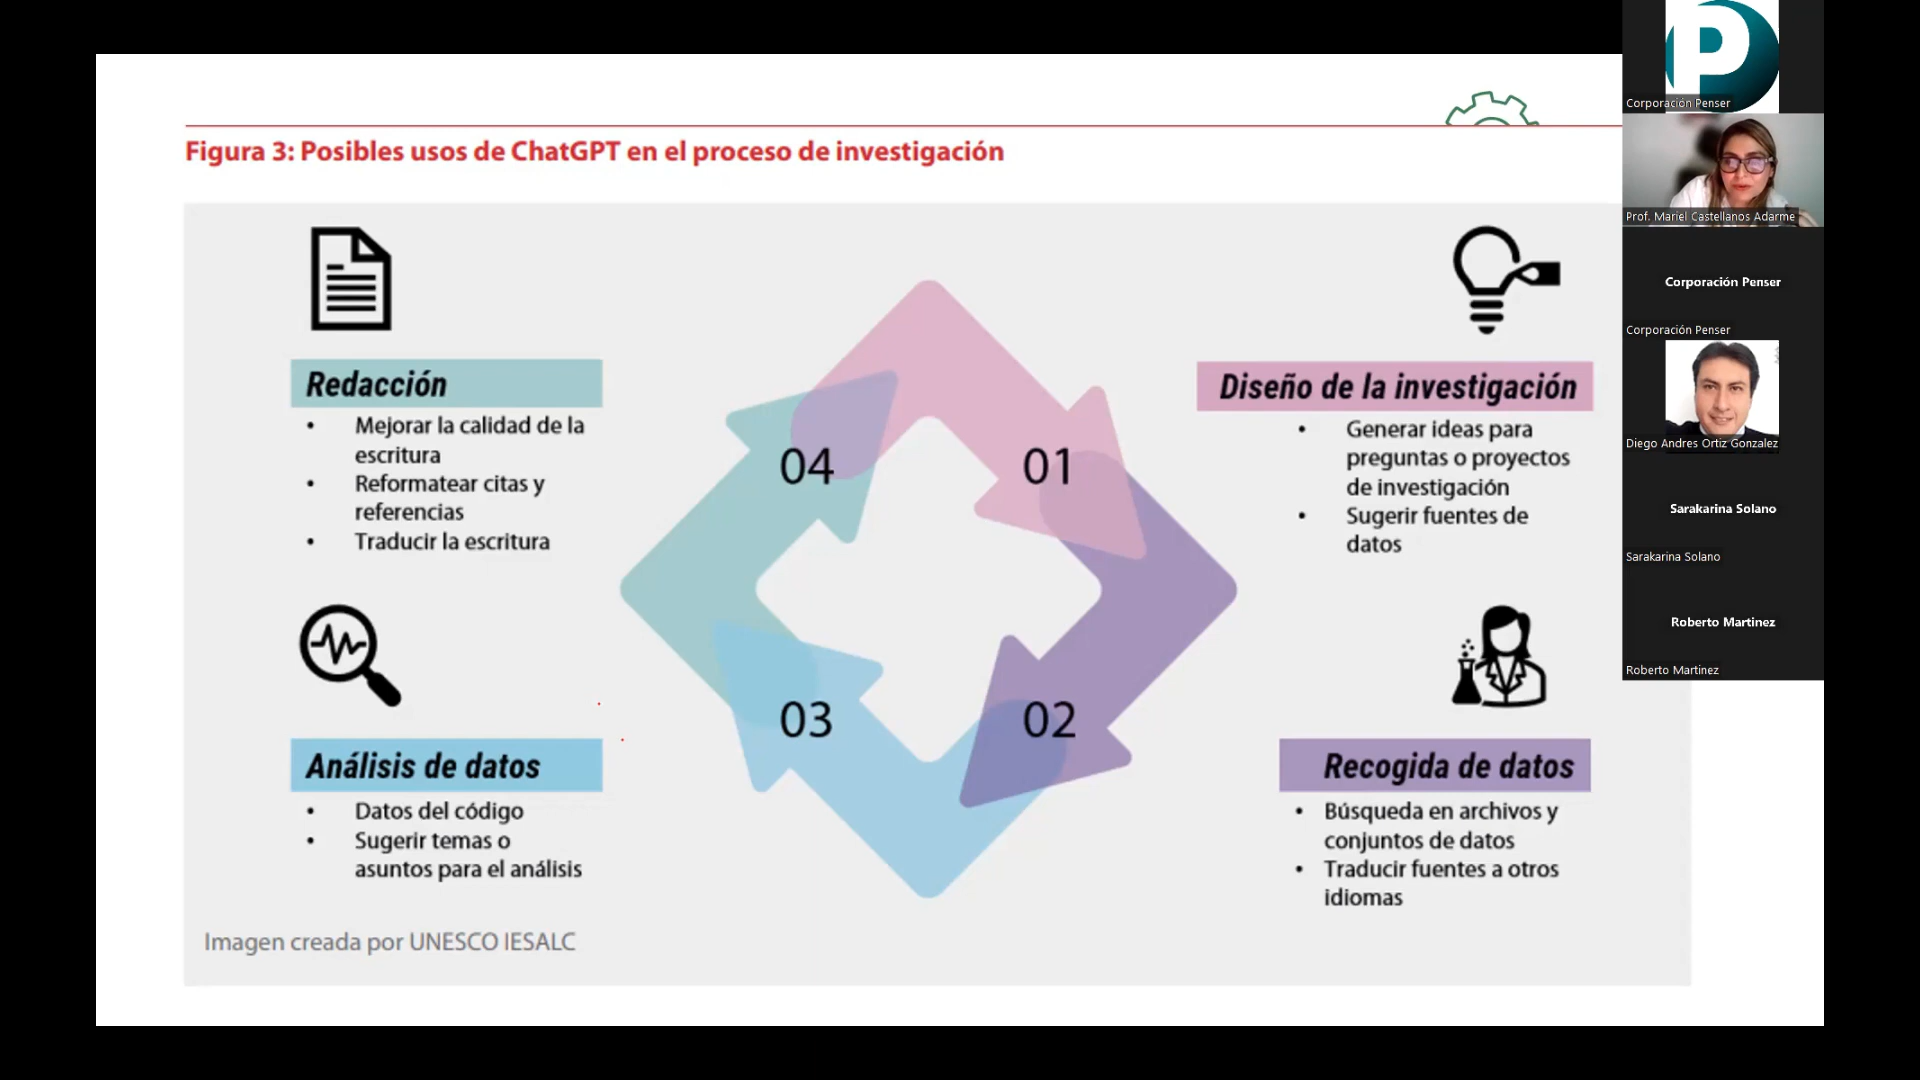 Figura 3: Posibles usos de ChatGPT en el proceso de investigación
Redacción
• Mejorar la calidad de la
escritura
• Reformatear citas y
referencias
• Traducir la escritura
04
01
Diseño de la investigación
• Generar ideas para
preguntas o proyectos
de investigación
• Sugerir fuentes de
datos
Análisis de datos
• Datos del código
• Sugerir temas o
asuntos para el análisis
03
02
Recogida de datos
• Búsqueda en archivos y
conjuntos de datos
• Traducir fuentes a otros
idiomas
Imagen creada por UNESCO IESALC
P
Corporación Penser
Prof. Mariel Castellanos Adarme
Corporación Penser
Corporación Penser
Diego Andres Ortiz Gonzalez
Sarakarina Solano
Sarakarina Solano
Roberto Martinez
Roberto Martinez